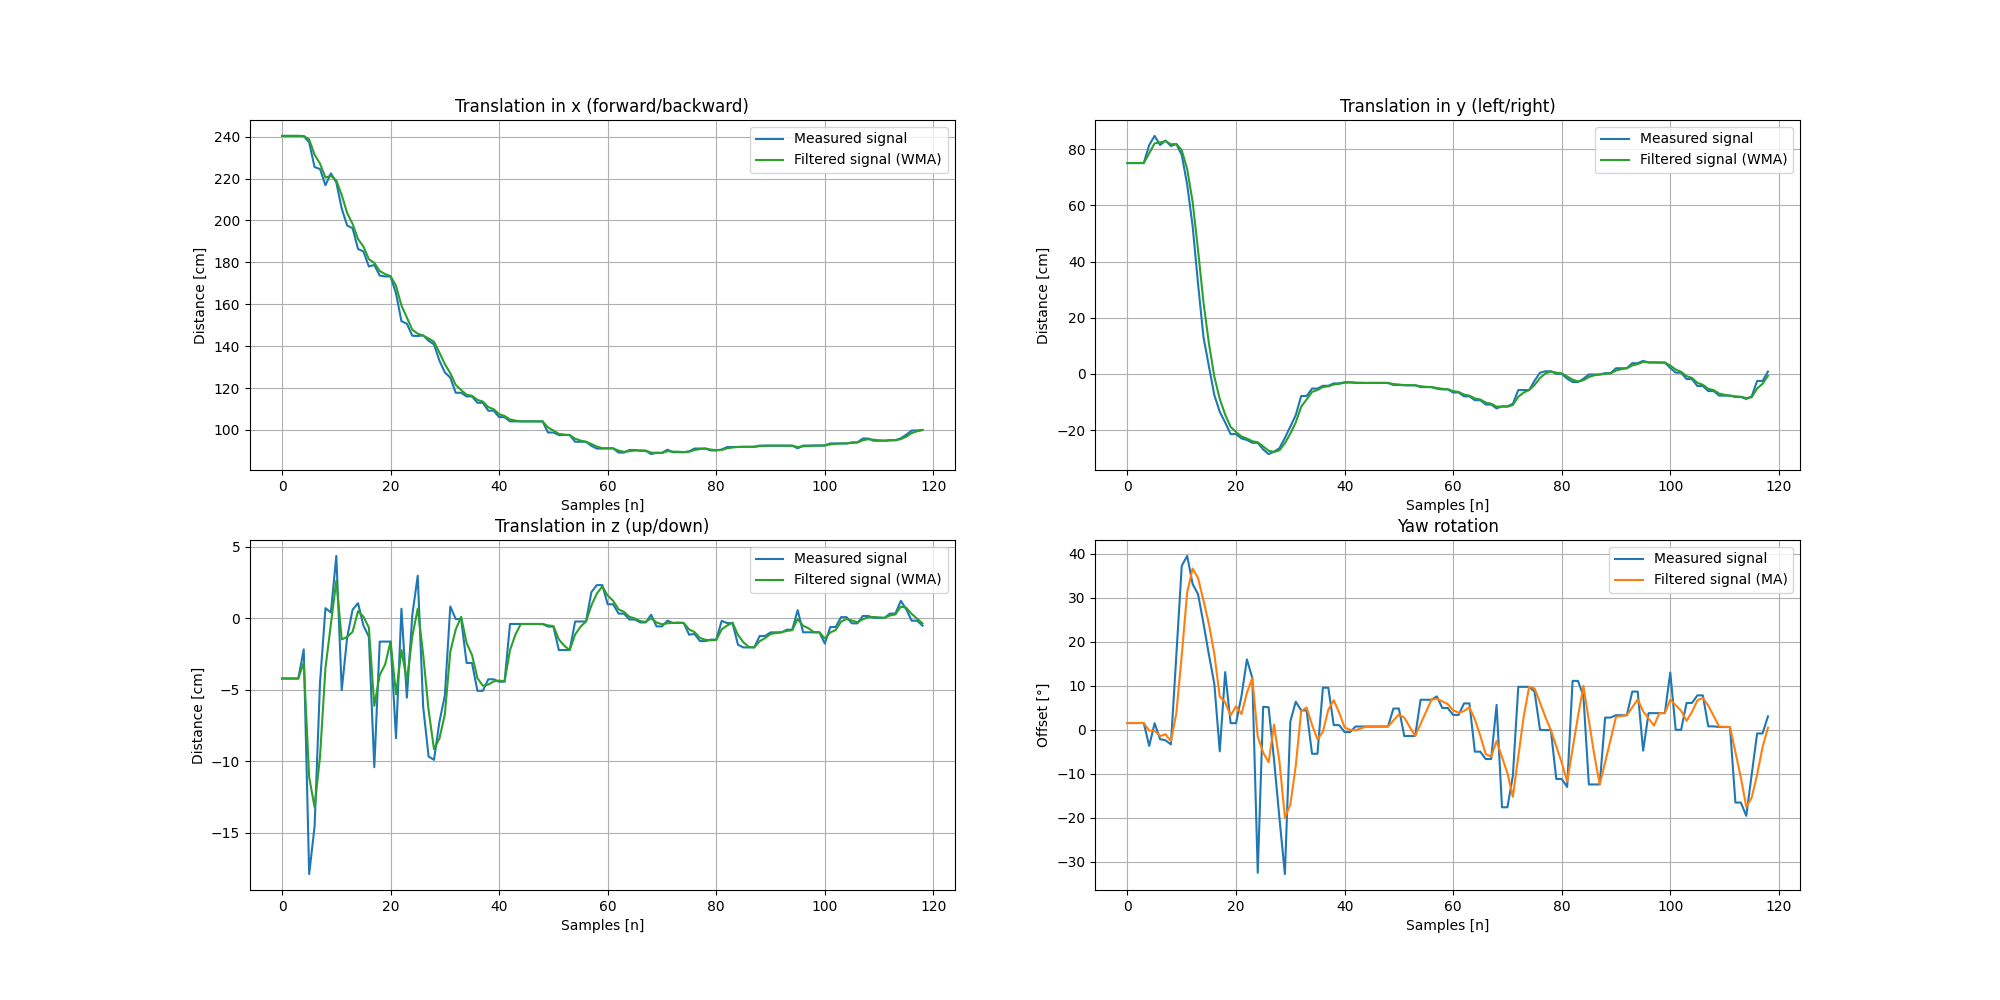 Translation in x (forward/backward)
Measured signal
Filtered signal (WMA)
240
220
200
180
160
140
120
100
Distance [cm]
0 20 40 60 80 100 120
Samples [n]
Translation in y (left/right)
Measured signal
Filtered signal (WMA)
80
60
40
20
0
−20
Distance [cm]
0 20 40 60 80 100 120
Samples [n]
Translation in z (up/down)
Measured signal
Filtered signal (WMA)
5
0
−5
−10
−15
Distance [cm]
0 20 40 60 80 100 120
Samples [n]
Yaw rotation
Measured signal
Filtered signal (MA)
40
30
20
10
0
−10
−20
−30
Offset [°]
0 20 40 60 80 100 120
Samples [n]